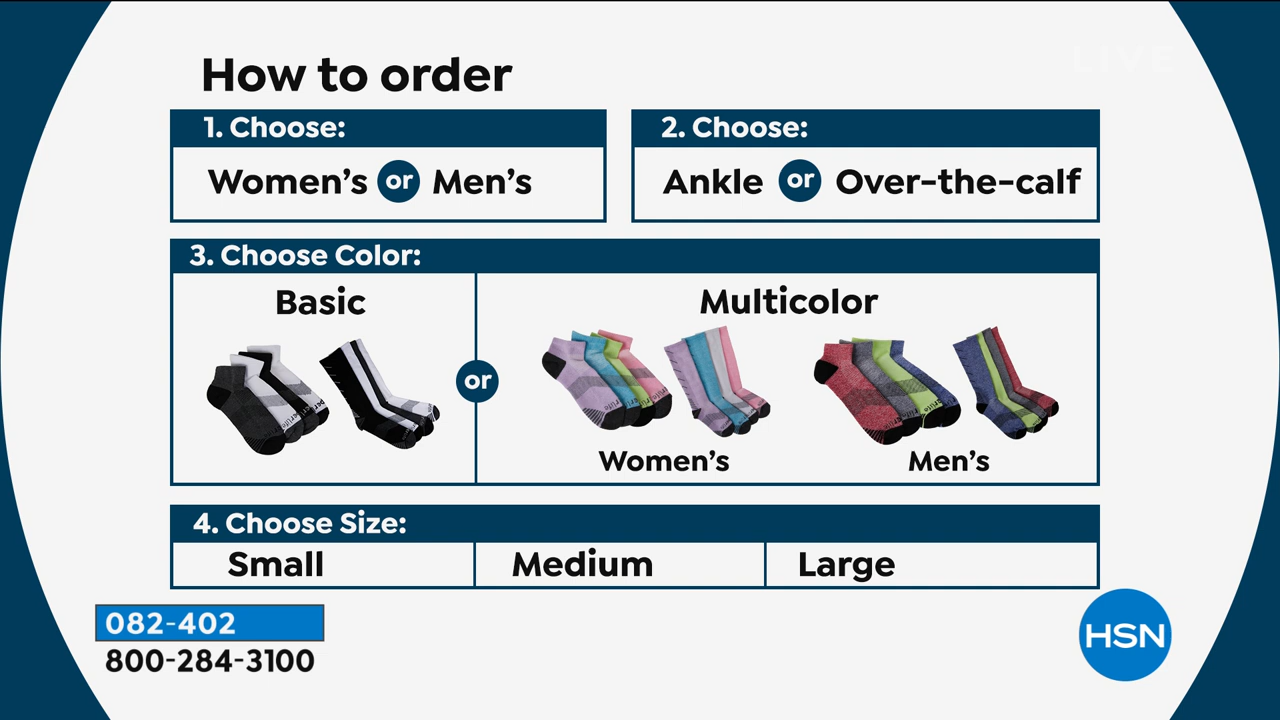 LIVE
How to order
1. Choose:
Women's or Men's
2. Choose:
Ankle or Over-the-calf
3. Choose Color:
Basic
or
Multicolor
Women's
Men's
4. Choose Size:
Small
Medium
Large
082-402
800-284-3100
HSN